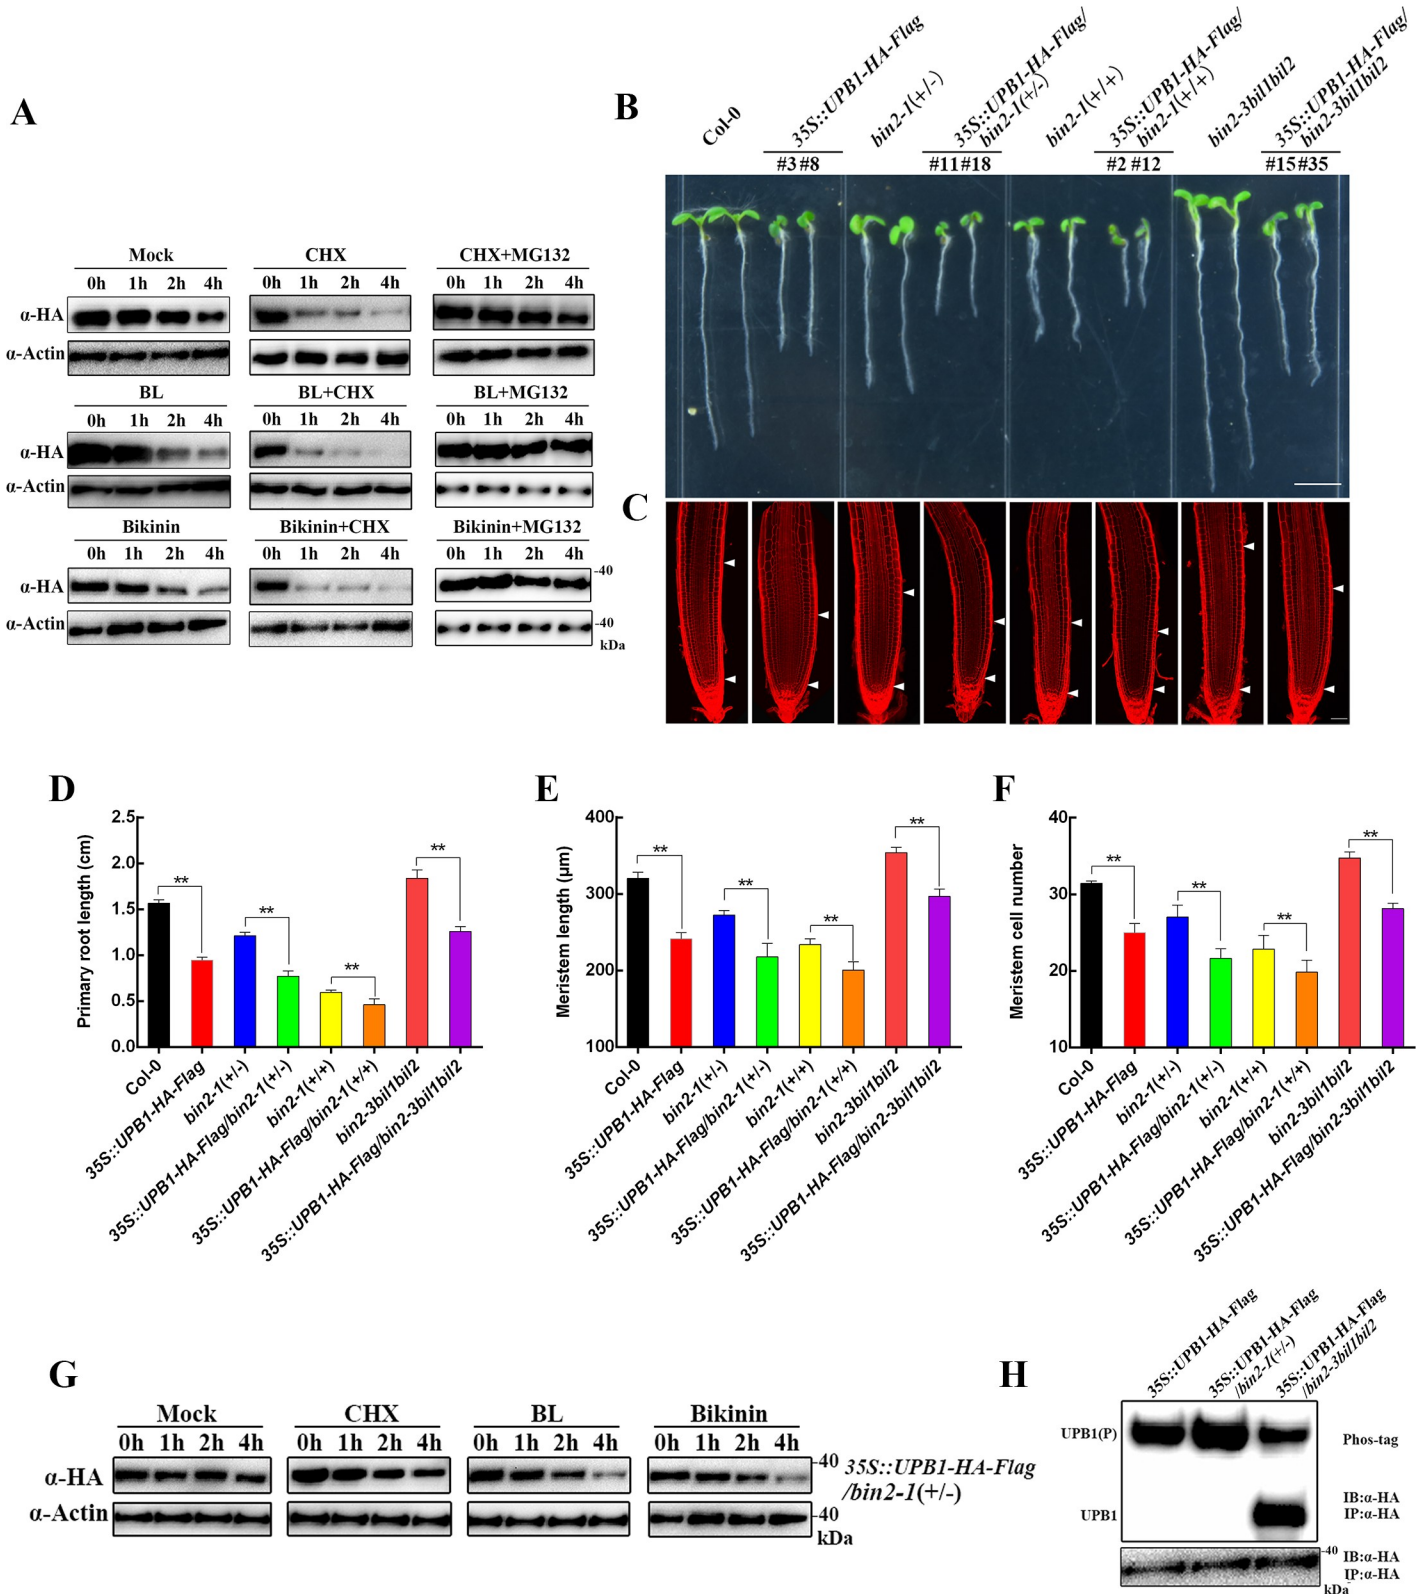 A
Mock
CHX
CHX+MG132
0h 1h 2h 4h
0h 1h 2h 4h
0h 1h 2h 4h
α-HA
α-Actin
BL
BL+CHX
BL+MG132
0h 1h 2h 4h
0h 1h 2h 4h
0h 1h 2h 4h
α-HA
α-Actin
Bikinin
Bikinin+CHX
Bikinin+MG132
0h 1h 2h 4h
0h 1h 2h 4h
0h 1h 2h 4h
α-HA
α-Actin
-40
-40
kDa
B
Col-0
35S::UPB1-HA-Flag
bin2-1(+/-)
35S::UPB1-HA-Flag/
bin2-1(+/-)
bin2-1(+/+)
35S::UPB1-HA-Flag/
bin2-1(+/+)
bin2-3bil1bil2
35S::UPB1-HA-Flag/
bin2-3bil1bil2
#3 #8
#11 #18
#2 #12
#15 #35
C
D
Primary root length (cm)
2.5
2.0
1.5
1.0
0.5
0.0
**
**
**
**
Col-0
35S::UPB1-HA-Flag
bin2-1(+/-)
35S::UPB1-HA-Flag/bin2-1(+/-)
bin2-1(+/+)
35S::UPB1-HA-Flag/bin2-1(+/+)
bin2-3bil1bil2
35S::UPB1-HA-Flag/bin2-3bil1bil2
E
Meristem length (μm)
400
300
200
100
**
**
**
**
Col-0
35S::UPB1-HA-Flag
bin2-1(+/-)
35S::UPB1-HA-Flag/bin2-1(+/-)
bin2-1(+/+)
35S::UPB1-HA-Flag/bin2-1(+/+)
bin2-3bil1bil2
35S::UPB1-HA-Flag/bin2-3bil1bil2
F
Meristem cell number
40
30
20
10
**
**
**
**
Col-0
35S::UPB1-HA-Flag
bin2-1(+/-)
35S::UPB1-HA-Flag/bin2-1(+/-)
bin2-1(+/+)
35S::UPB1-HA-Flag/bin2-1(+/+)
bin2-3bil1bil2
35S::UPB1-HA-Flag/bin2-3bil1bil2
G
Mock
CHX
BL
Bikinin
0h 1h 2h 4h
0h 1h 2h 4h
0h 1h 2h 4h
0h 1h 2h 4h
α-HA
α-Actin
-40
-40
kDa
35S::UPB1-HA-Flag
/bin2-1(+/-)
H
35S::UPB1-HA-Flag
35S::UPB1-HA-Flag
/bin2-1(+/-)
35S::UPB1-HA-Flag
/bin2-3bil1bil2
UPB1(P)
Phos-tag
UPB1
IB:α-HA
IP:α-HA
-40
IB:α-HA
IP:α-HA
kDa